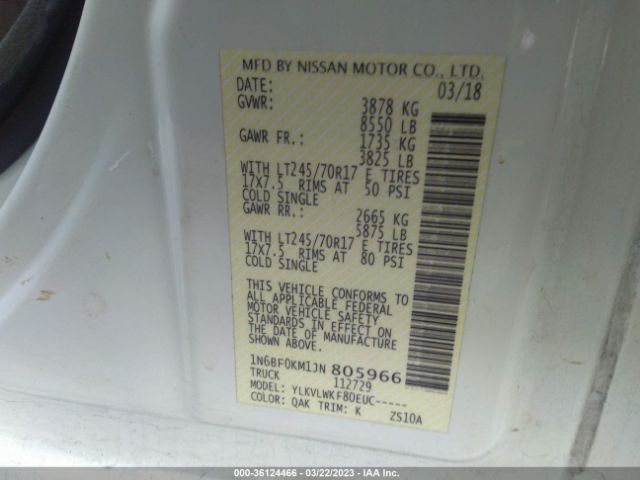 MFD BY NISSAN MOTOR CO., LTD.
DATE: 03/18
GVWR: 3878 KG
8550 LB
GAWR FR.: 1735 KG
3825 LB
WITH LT245/70R17 E TIRES
17X7.5 RIMS AT 50 PSI
COLD SINGLE
GAWR RR.: 2665 KG
5875 LB
WITH LT245/70R17 E TIRES
17X7.5 RIMS AT 80 PSI
COLD SINGLE
THIS VEHICLE CONFORMS TO
ALL APPLICABLE FEDERAL
MOTOR VEHICLE SAFETY
STANDARDS IN EFFECT ON
THE DATE OF MANUFACTURE
SHOWN ABOVE.
1N6BF0KM1JN 805966
TRUCK 112729
MODEL: YLKVLWKF80EUC-----
COLOR: QAK TRIM: K ZS10A
000-36124466 - 03/22/2023 - IAA Inc.